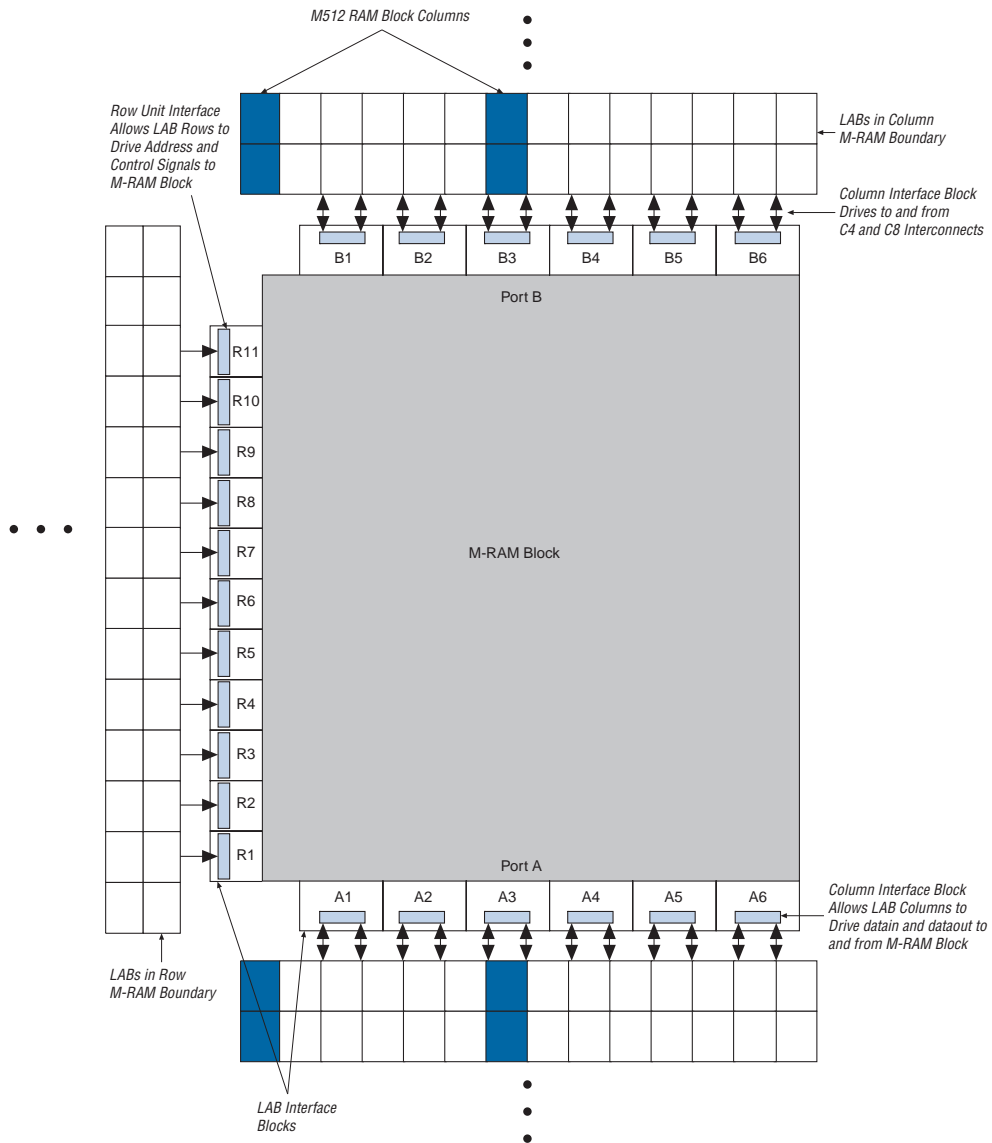 M512 RAM Block Columns
Row Unit Interface
Allows LAB Rows to
Drive Address and
Control Signals to
M-RAM Block
LABs in Column
M-RAM Boundary
Column Interface Block
Drives to and from
C4 and C8 Interconnects
B1
B2
B3
B4
B5
B6
Port B
R11
R10
R9
R8
R7
R6
R5
R4
R3
R2
R1
M-RAM Block
Port A
A1
A2
A3
A4
A5
A6
Column Interface Block
Allows LAB Columns to
Drive datain and dataout to
and from M-RAM Block
LABs in Row
M-RAM Boundary
LAB Interface
Blocks